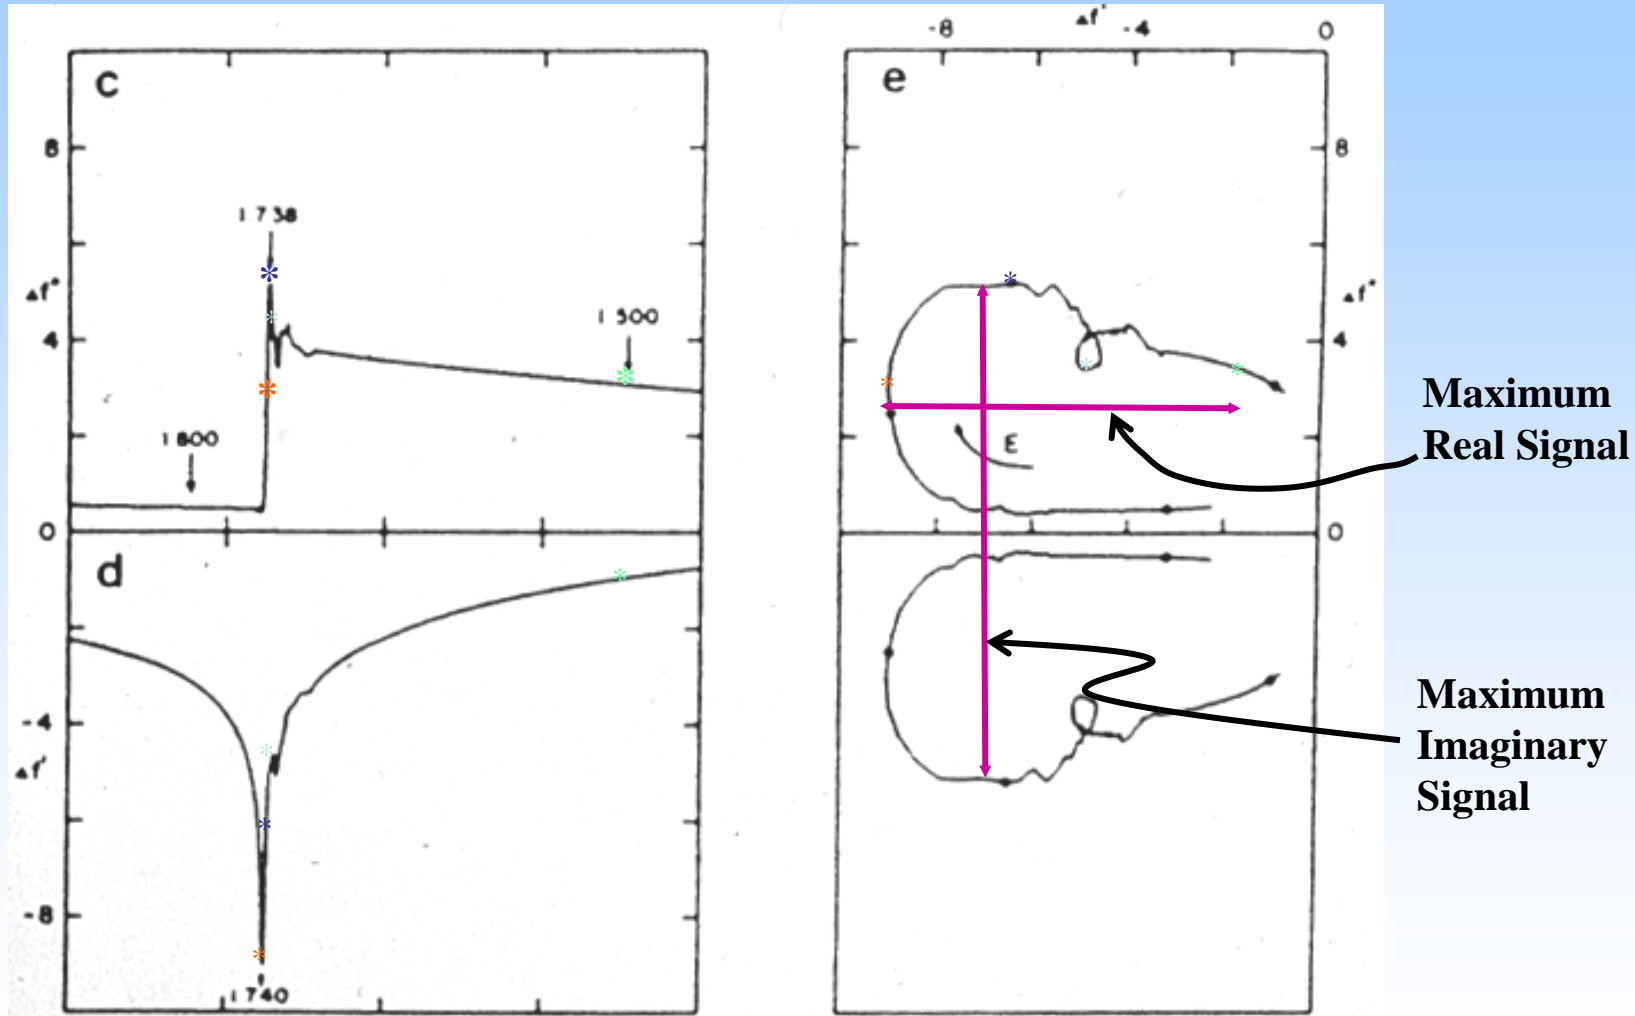 c
8
1738
Δf"
4
1500
1800
0
d
-4
Δf'
-8
1740
-8
Δf'
-4
0
e
8
Δf"
4
E
0
Maximum
Real Signal
Maximum
Imaginary
Signal